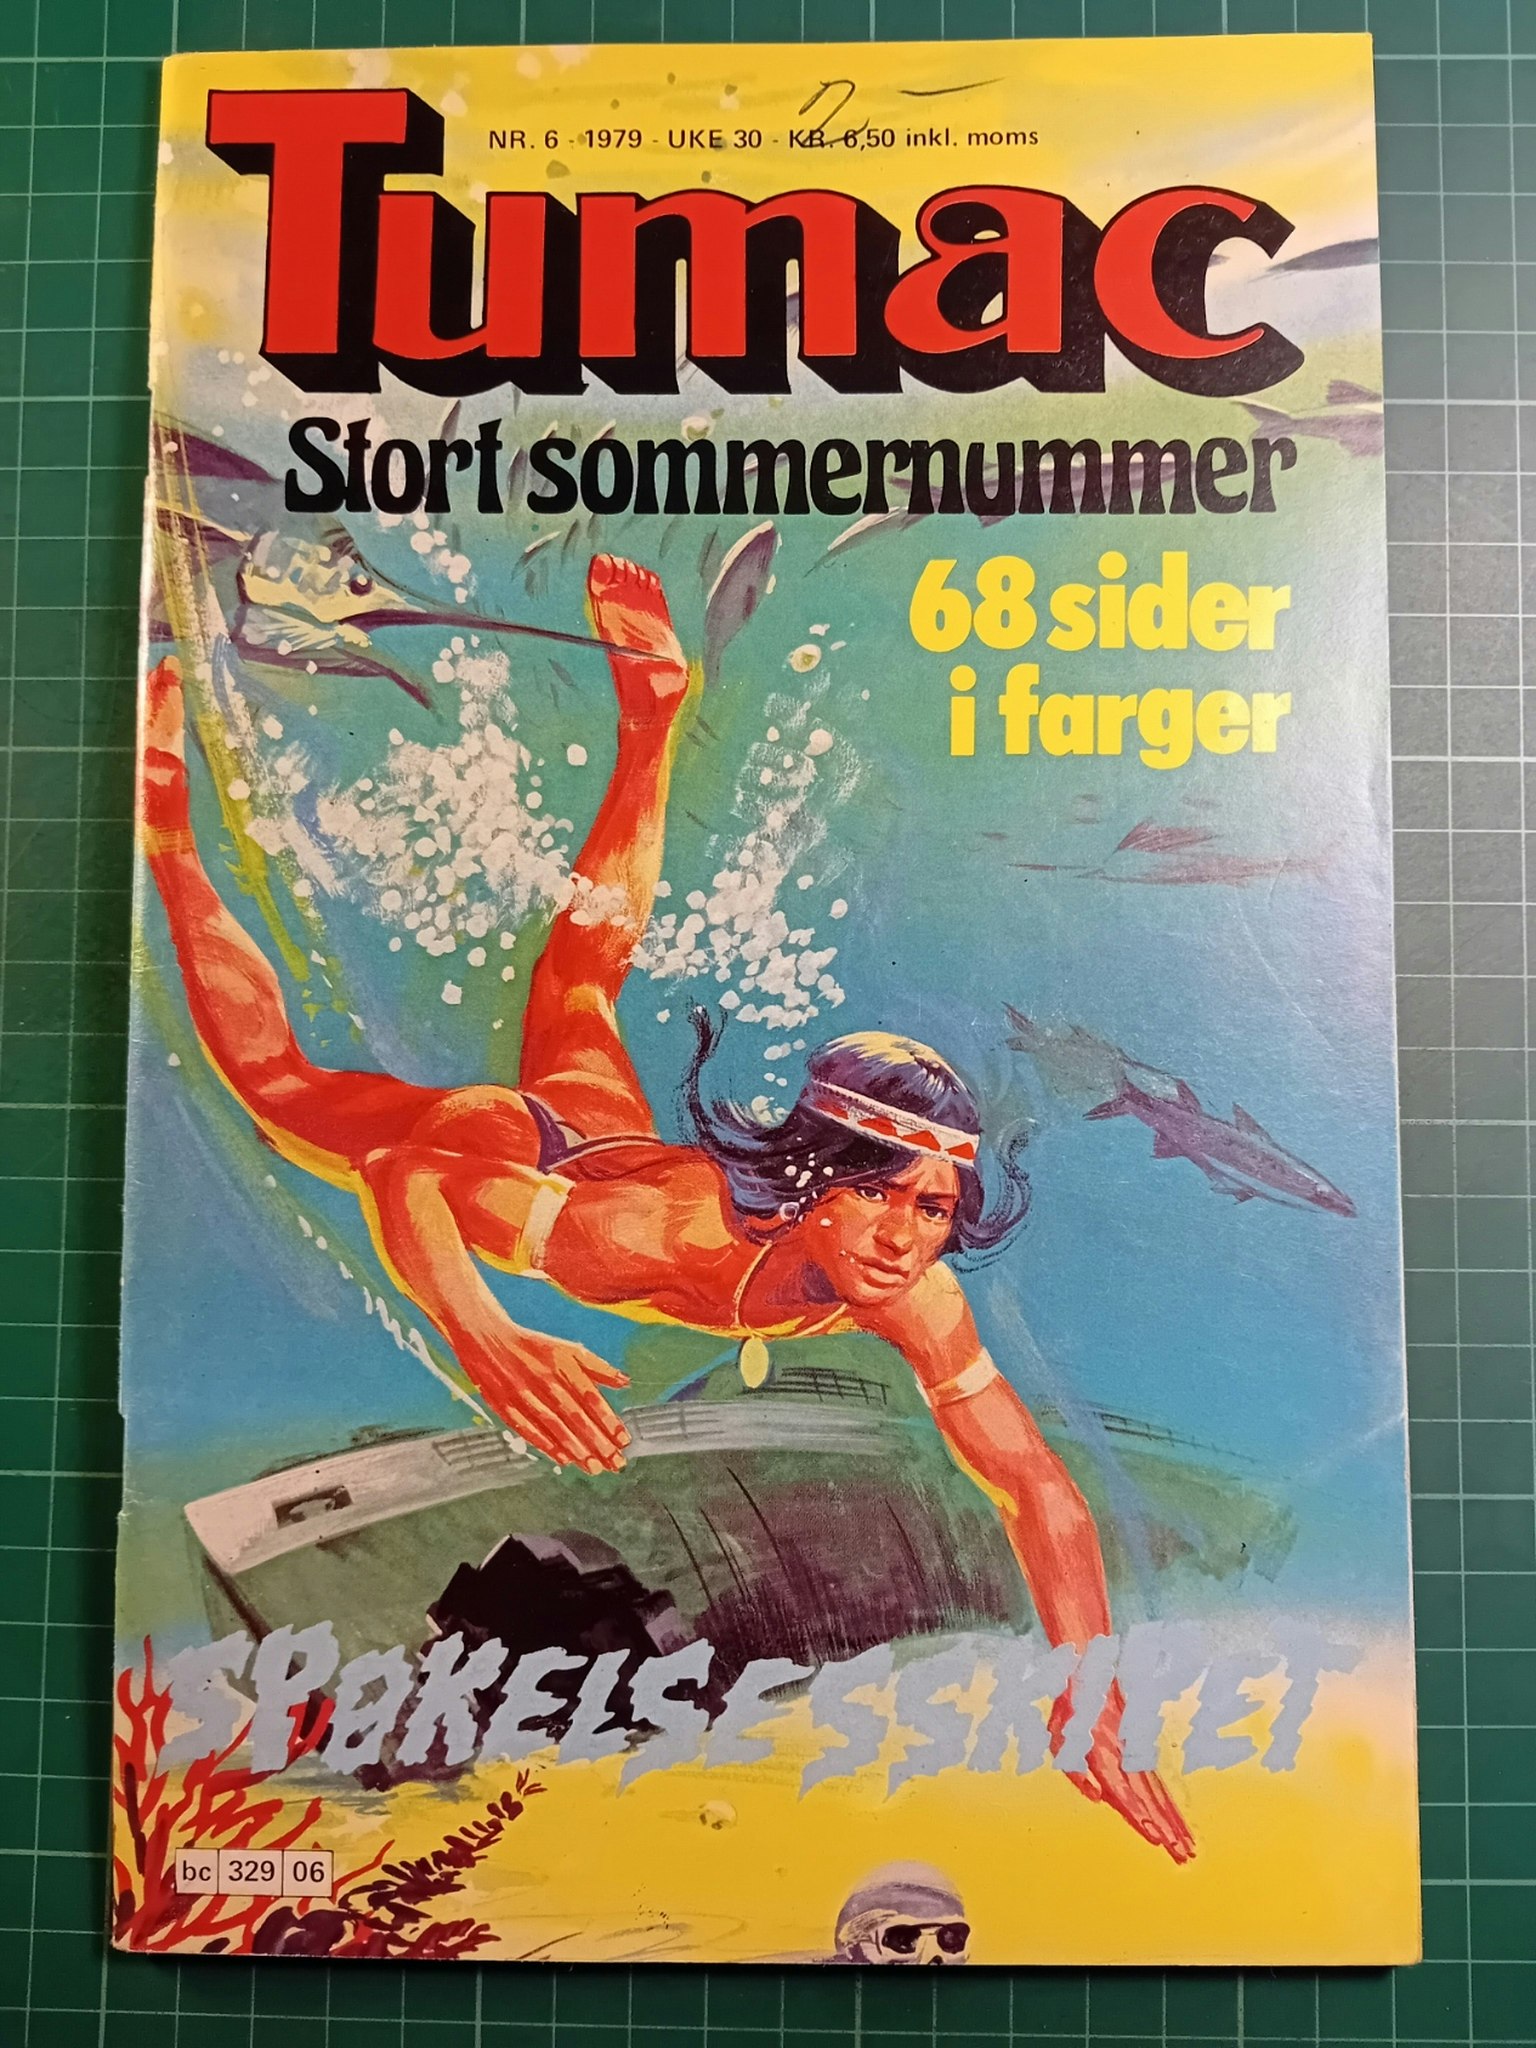 NR. 6 - 1979 - UKE 30 - KR. 6,50 inkl. moms
2 -
Tumac
Stort sommernummer
68 sider
i farger
SPØKELSESSKIPET
bc 329 06